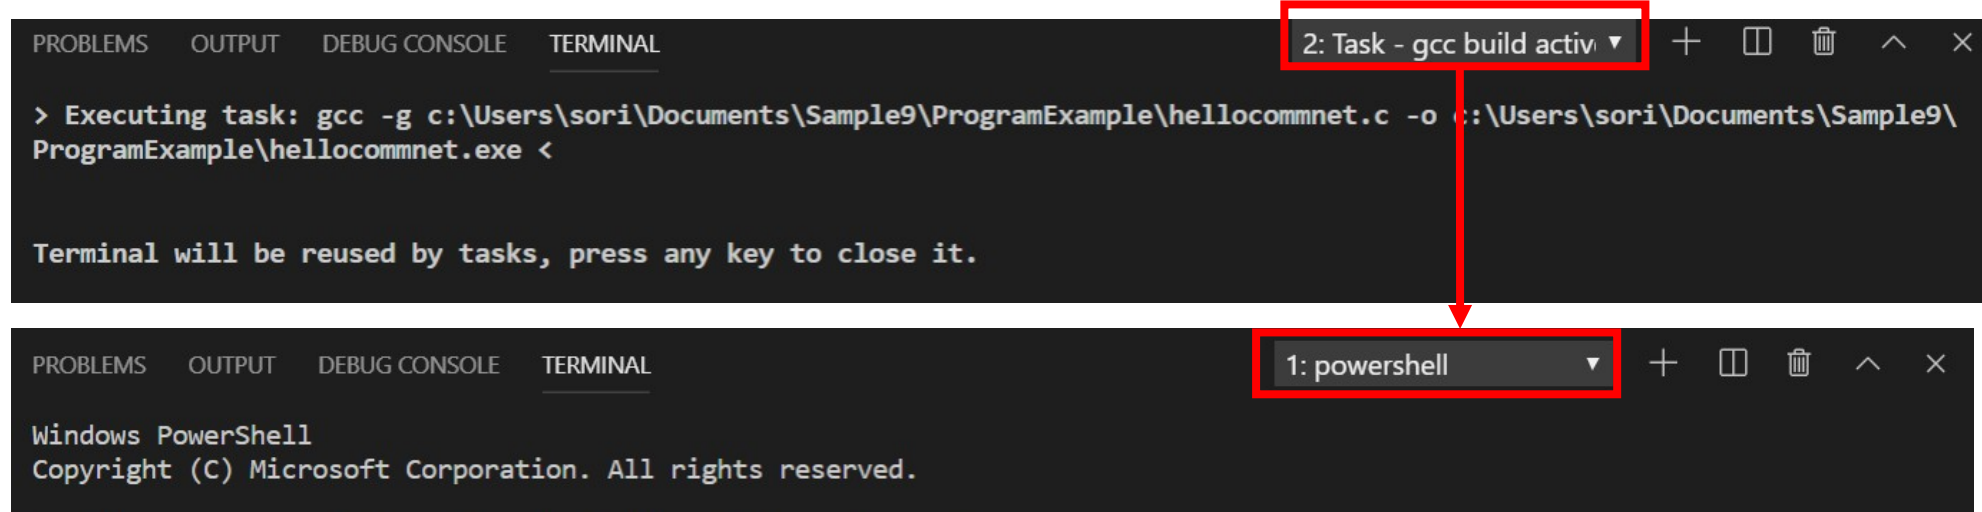 PROBLEMS OUTPUT DEBUG CONSOLE TERMINAL 2: Task - gcc build activ
> Executing task: gcc -g c:\Users\sori\Documents\Sample9\ProgramExample\hellocommnet.c -o c:\Users\sori\Documents\Sample9\
ProgramExample\hellocommnet.exe <
Terminal will be reused by tasks, press any key to close it.
PROBLEMS OUTPUT DEBUG CONSOLE TERMINAL 1: powershell
Windows PowerShell
Copyright (C) Microsoft Corporation. All rights reserved.